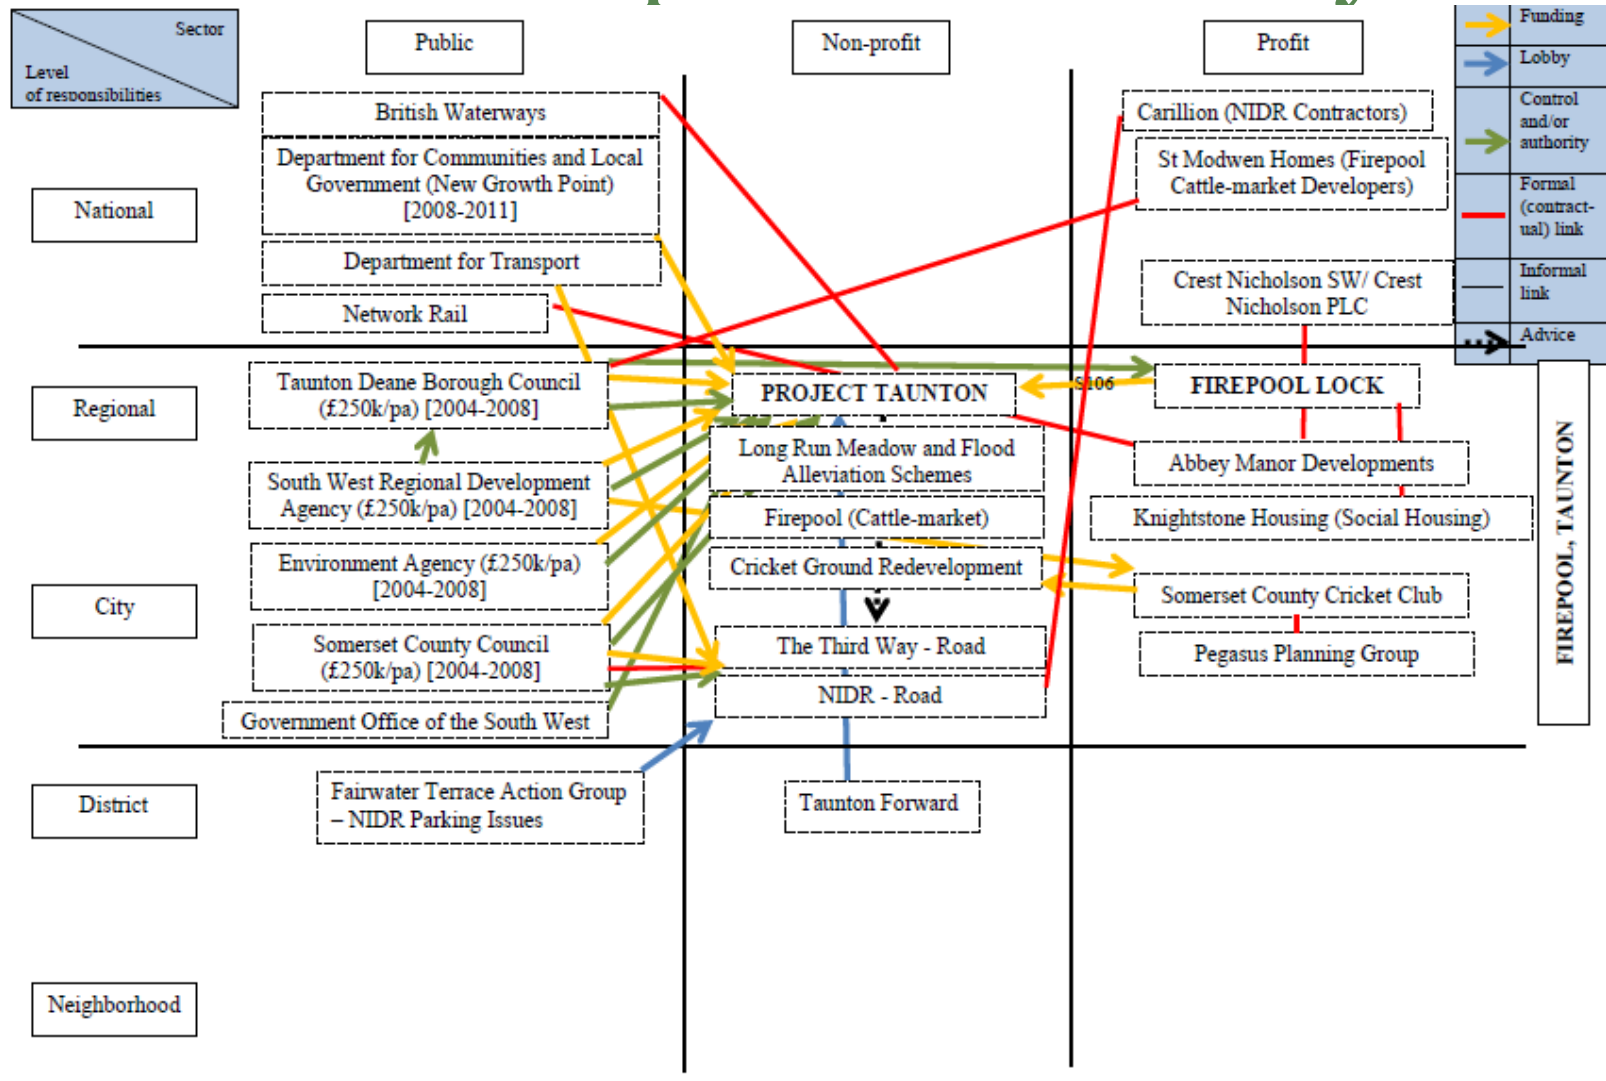 Sector
Level
of responsibilities
Public
Non-profit
Profit
Funding
Lobby
Control
and/or
authority
Formal
(contract-
ual) link
Informal
link
Advice
National
British Waterways
Department for Communities and Local
Government (New Growth Point)
[2008-2011]
Department for Transport
Network Rail
Carillion (NIDR Contractors)
St Modwen Homes (Firepool
Cattle-market Developers)
Crest Nicholson SW/ Crest
Nicholson PLC
Regional
Taunton Deane Borough Council
(£250k/pa) [2004-2008]
South West Regional Development
Agency (£250k/pa) [2004-2008]
PROJECT TAUNTON
S106
FIREPOOL LOCK
Long Run Meadow and Flood
Alleviation Schemes
Firepool (Cattle-market)
Cricket Ground Redevelopment
Abbey Manor Developments
Knightstone Housing (Social Housing)
City
Environment Agency (£250k/pa)
[2004-2008]
Somerset County Council
(£250k/pa) [2004-2008]
Government Office of the South West
The Third Way - Road
NIDR - Road
Somerset County Cricket Club
Pegasus Planning Group
FIREPOOL, TAUNTON
District
Fairwater Terrace Action Group
– NIDR Parking Issues
Taunton Forward
Neighborhood